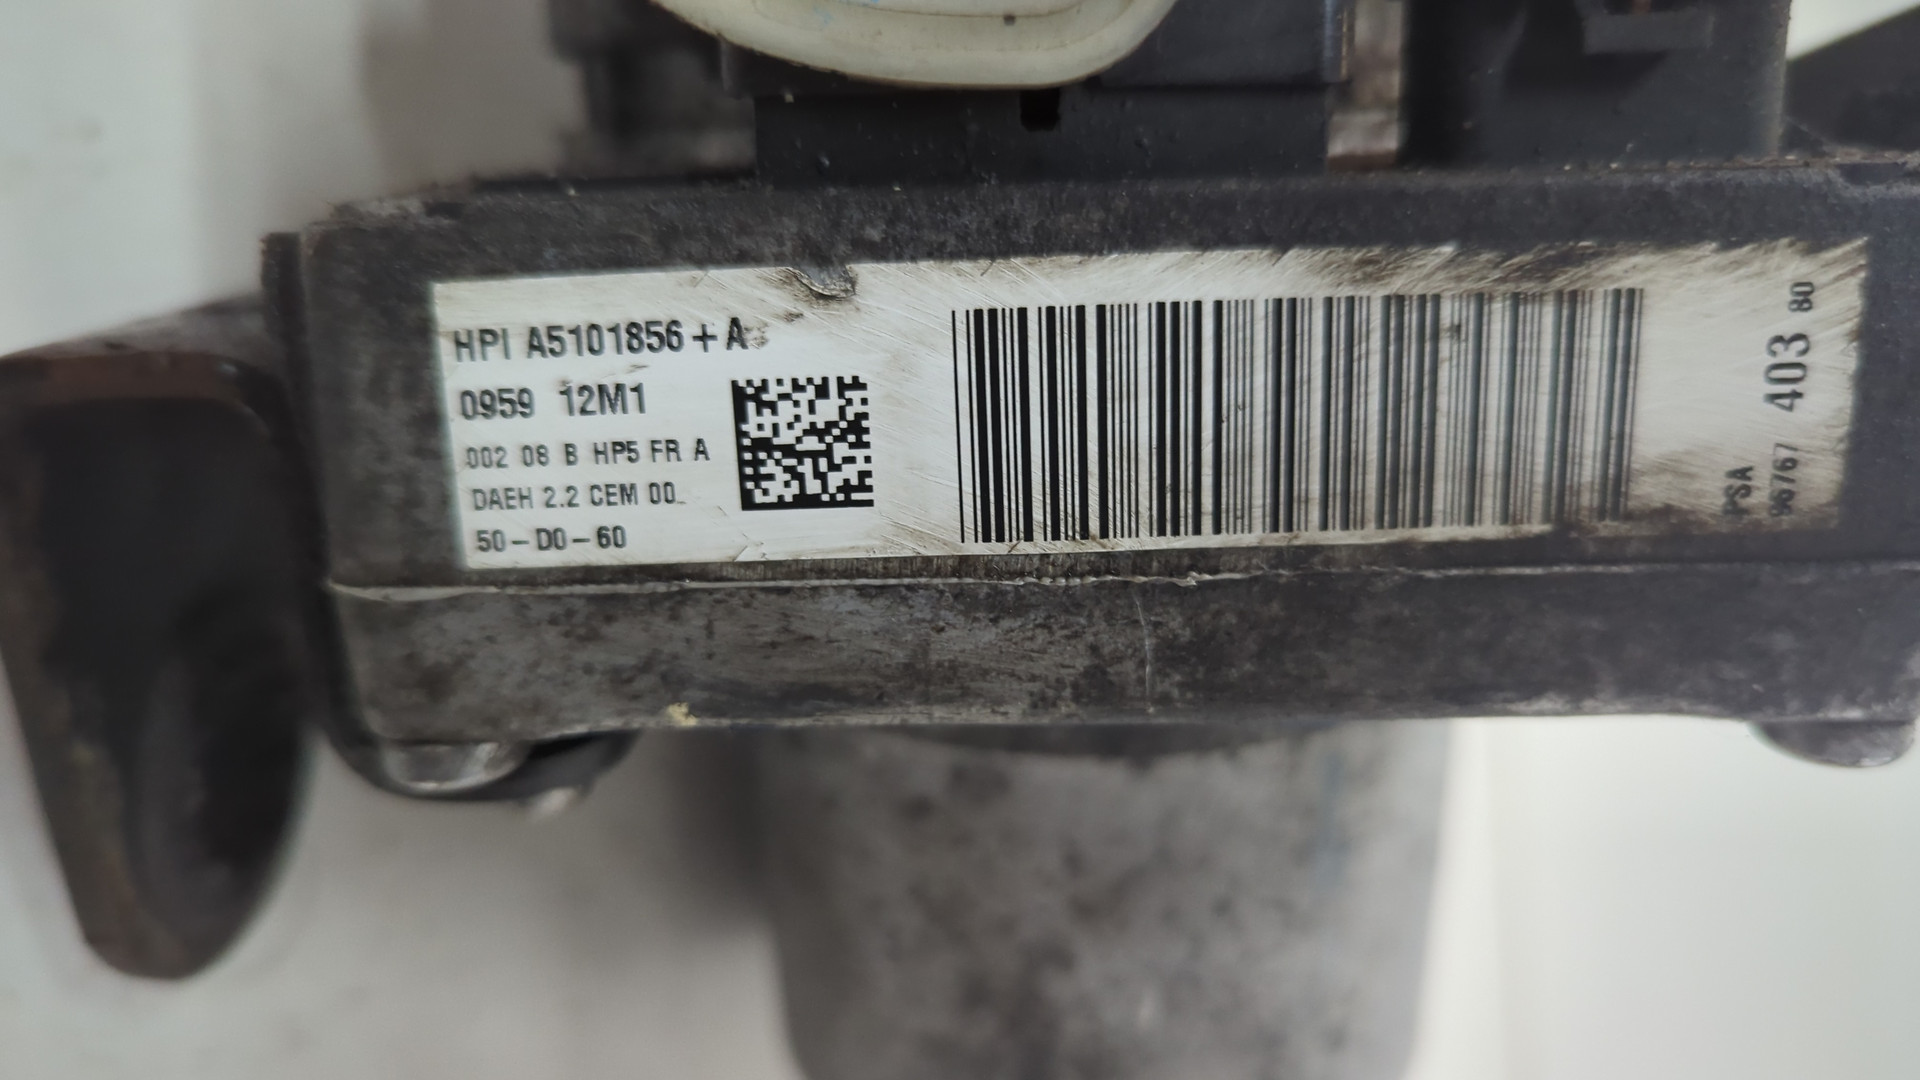 HPI A5101856+A
0959 12M1
002 08 B HP5 FR A
DAEH 2.2 CEM 00
50-D0-60
PSA
96767 403 80